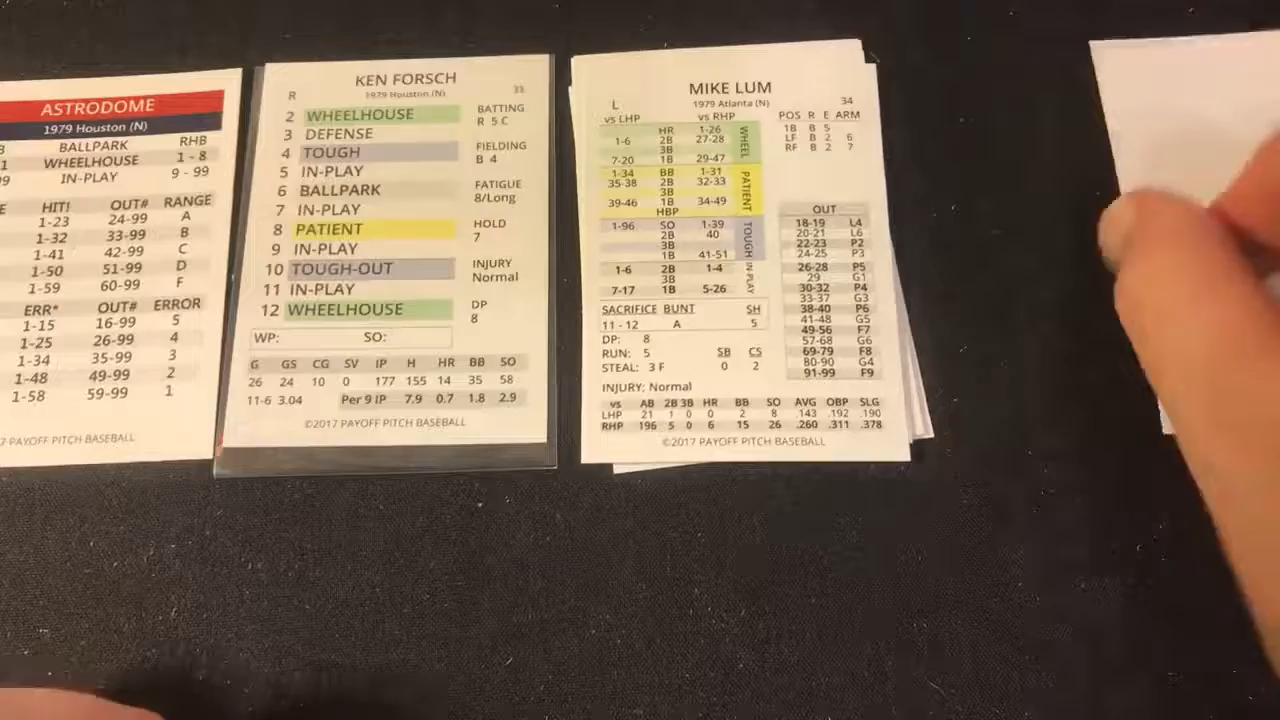 ASTRODOME
1979 Houston (N)
BALLPARK RHB
WHEELHOUSE 1 - 8
IN-PLAY 9 - 99
HIT! OUT# RANGE
1-23 24-99 A
1-32 33-99 B
1-41 42-99 C
1-50 51-99 D
1-59 60-99 F
ERR* OUT# ERROR
1-15 16-99 5
1-25 26-99 4
1-34 35-99 3
1-48 49-99 2
1-58 59-99 1
PAYOFF PITCH BASEBALL
KEN FORSCH
R 1979 Houston (N) 33
2 WHEELHOUSE
3 DEFENSE
4 TOUGH
5 IN-PLAY
6 BALLPARK
7 IN-PLAY
8 PATIENT
9 IN-PLAY
10 TOUGH-OUT
11 IN-PLAY
12 WHEELHOUSE
BATTING
R 5 C
FIELDING
B 4
FATIGUE
8/Long
HOLD
7
INJURY
Normal
DP
8
WP: SO:
G GS CG SV IP H HR BB SO
26 24 10 0 177 155 14 35 58
11-6 3.04 Per 9 IP 7.9 0.7 1.8 2.9
©2017 PAYOFF PITCH BASEBALL
MIKE LUM
L 1979 Atlanta (N) 34
vs LHP vs RHP
HR 1-26
1-6 2B 27-28
3B
7-20 1B 29-47
WHEEL
1-34 BB 1-31
35-38 2B 32-33
3B
39-46 1B 34-49
HBP
PATIENT
1-96 SO 1-39
2B 40
3B
1B 41-51
TOUGH
1-6 2B 1-4
3B
7-17 1B 5-26
IN PLAY
SACRIFICE BUNT SH
11 - 12 A 5
DP: 8
RUN: 5 SB CS
STEAL: 3 F 0 2
INJURY: Normal
POS R E ARM
1B B 5
LF B 2 6
RF B 2 7
OUT
18-19 L4
20-21 L6
22-23 P2
24-25 P3
26-28 P5
29 G1
30-32 P4
33-37 G3
38-40 P6
41-48 G5
49-56 F7
57-68 G6
69-79 F8
80-90 G4
91-99 F9
vs AB 2B 3B HR BB SO AVG OBP SLG
LHP 21 1 0 0 2 8 .143 .192 .190
RHP 196 5 0 6 15 26 .260 .311 .378
©2017 PAYOFF PITCH BASEBALL